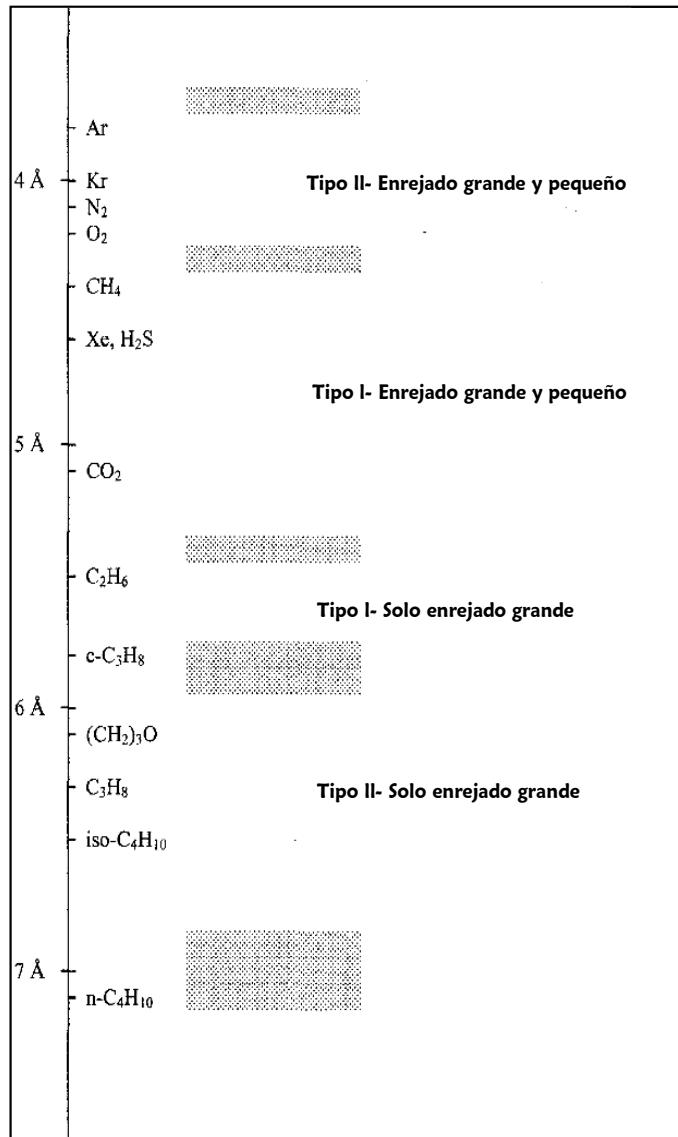 Ar
4 Å Kr Tipo II- Enrejado grande y pequeño
N₂
O₂
CH₄
Xe, H₂S
Tipo I- Enrejado grande y pequeño
5 Å
CO₂
C₂H₆
Tipo I- Solo enrejado grande
c-C₃H₈
6 Å
(CH₂)₃O
C₃H₈ Tipo II- Solo enrejado grande
iso-C₄H₁₀
7 Å
n-C₄H₁₀